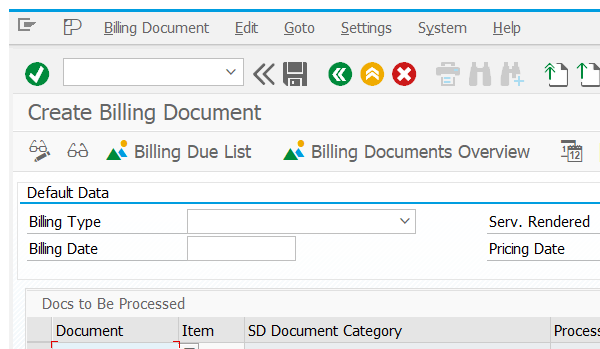 Billing Document Edit Goto Settings System Help
Create Billing Document
Billing Due List Billing Documents Overview
Default Data
Billing Type Serv. Rendered
Billing Date Pricing Date
Docs to Be Processed
Document Item SD Document Category Process